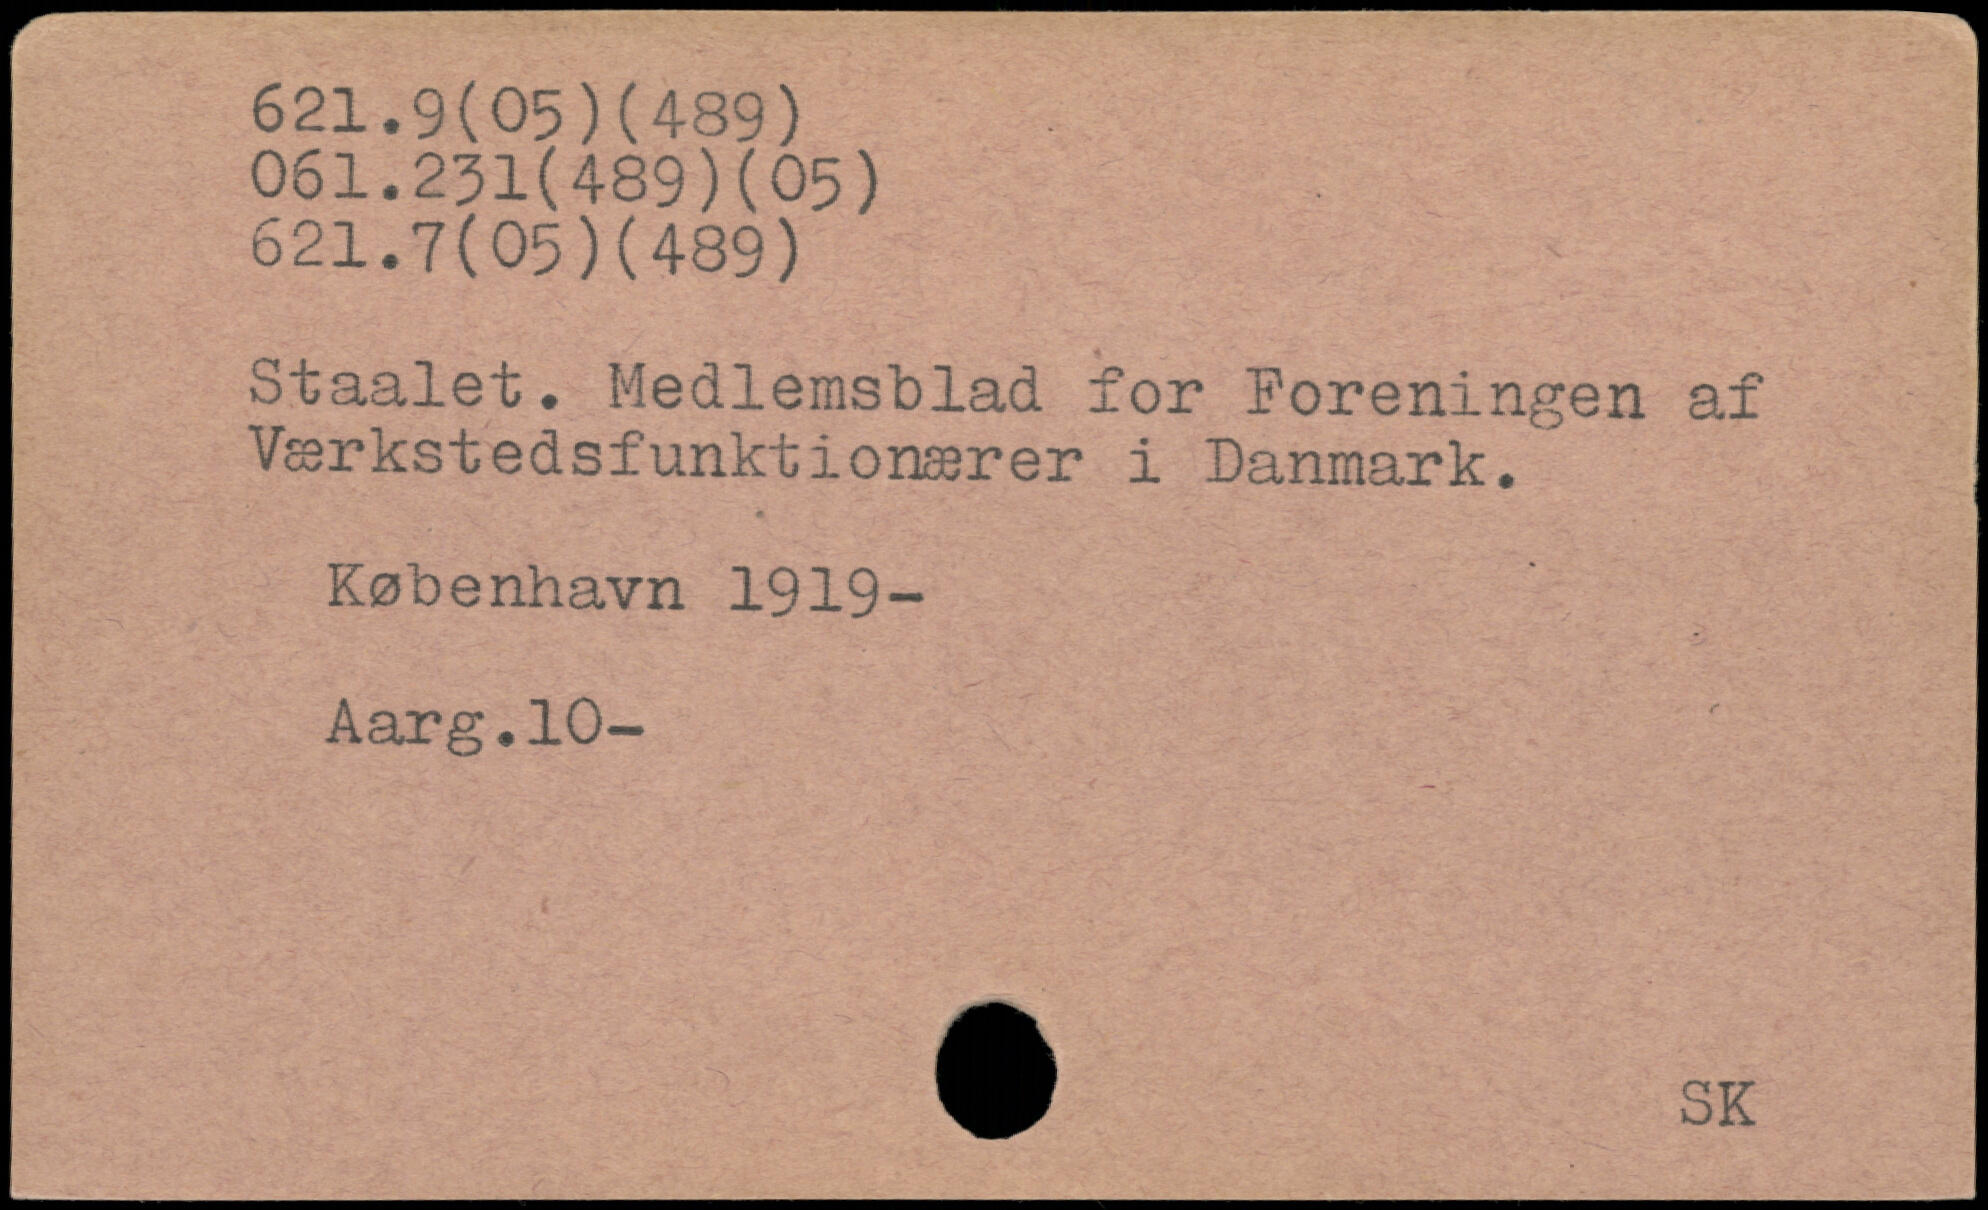 621.9(05)(489)
061.231(489)(05)
621.7(05)(489)
Staalet. Medlemsblad for Foreningen af
Værkstedsfunktionærer i Danmark.
København 1919-
Aarg.10-
SK